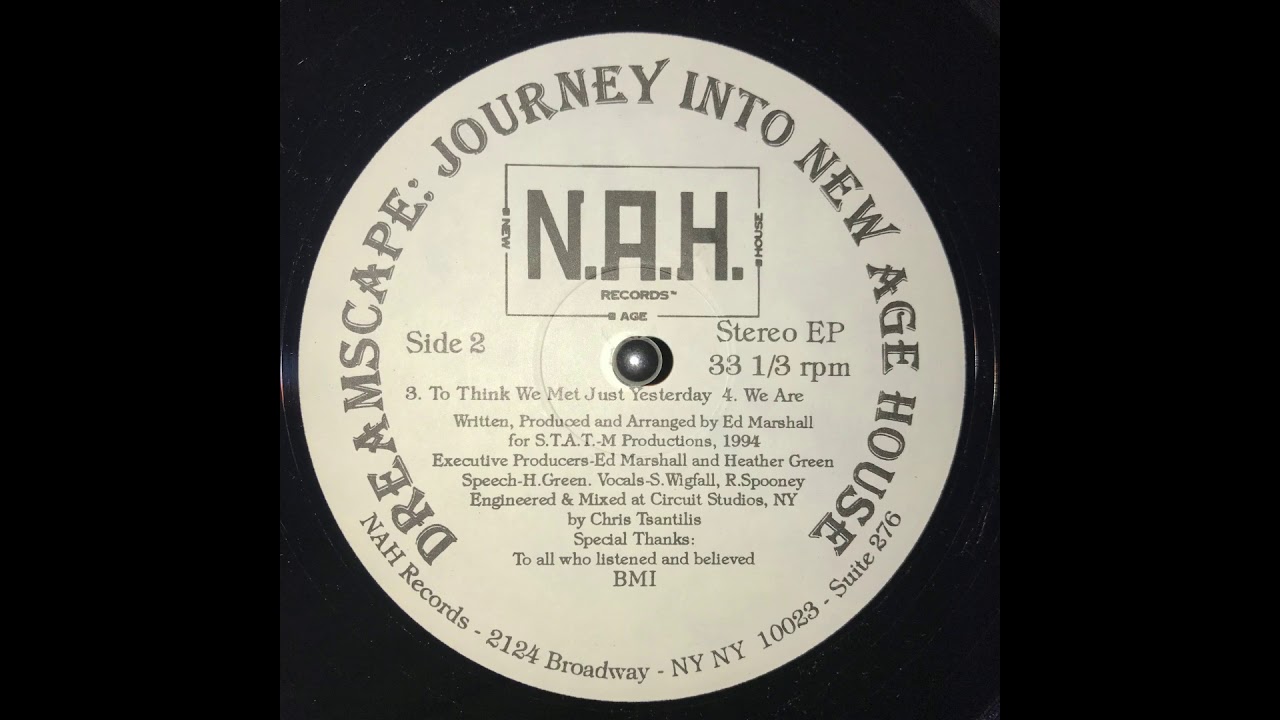 DREAMSCAPE: JOURNEY INTO NEW AGE HOUSE
N.A.H.
NEW
HOUSE
RECORDS™
AGE
Side 2
Stereo EP
33 1/3 rpm
3. To Think We Met Just Yesterday 4. We Are
Written, Produced and Arranged by Ed Marshall
for S.T.A.T.-M Productions, 1994
Executive Producers-Ed Marshall and Heather Green
Speech-H.Green. Vocals-S.Wigfall, R.Spooney
Engineered & Mixed at Circuit Studios, NY
by Chris Tsantilis
Special Thanks:
To all who listened and believed
BMI
NAH Records - 2124 Broadway - NY NY 10023 - Suite 276